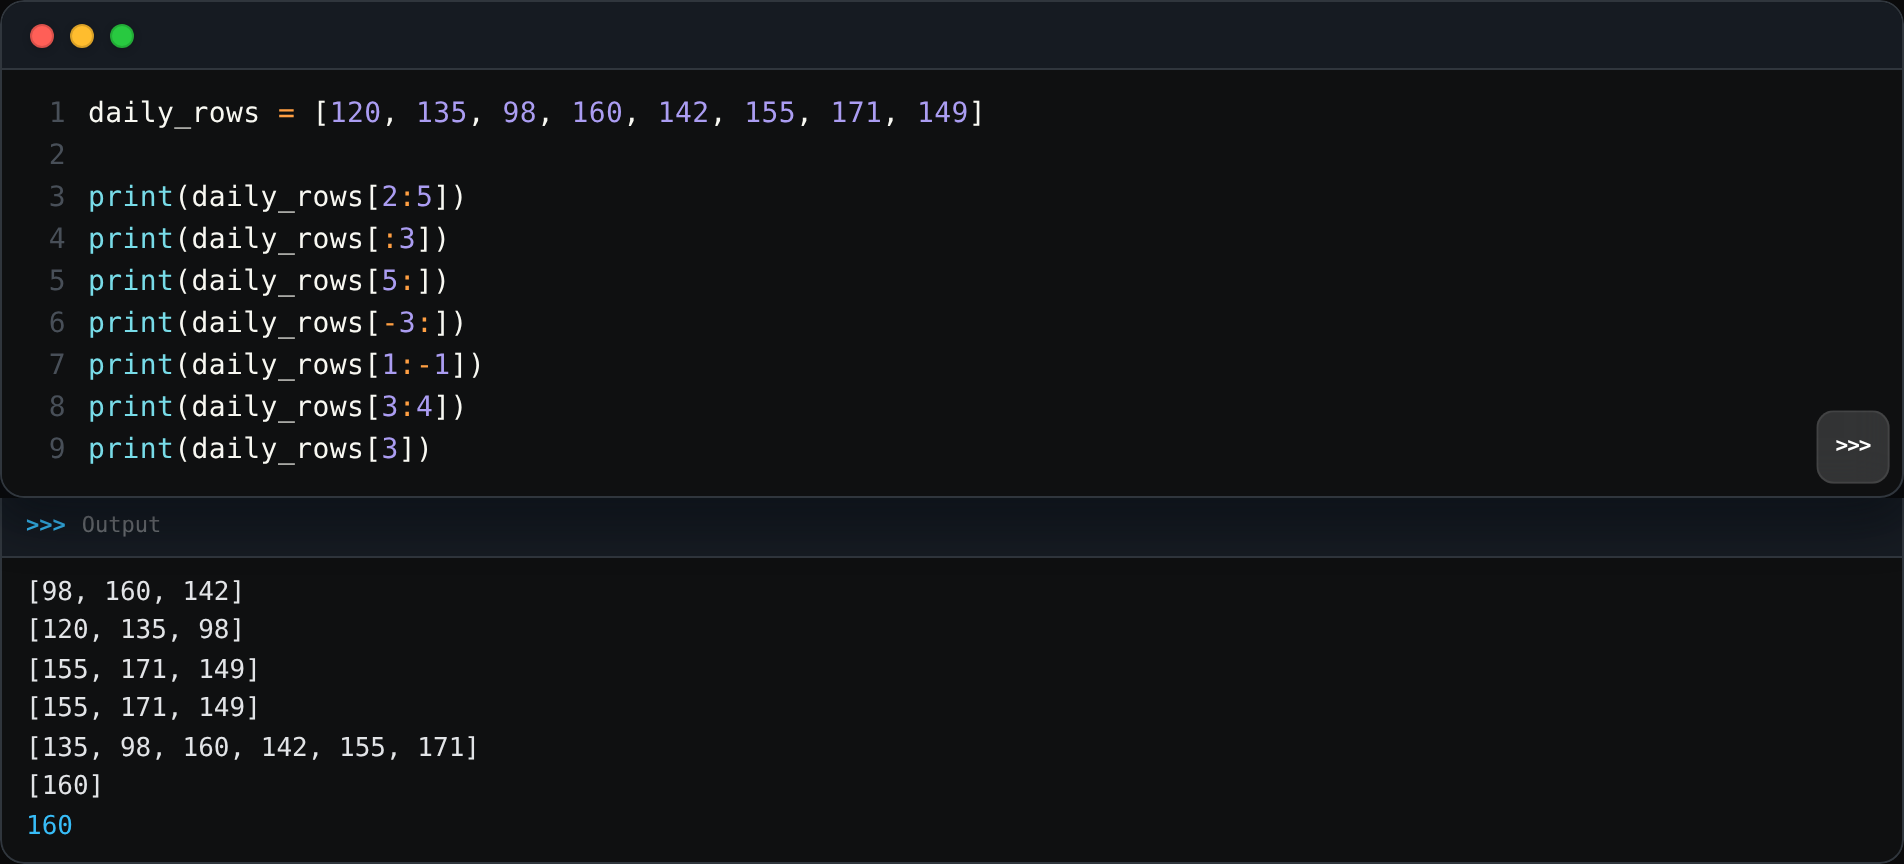 1 daily_rows = [120, 135, 98, 160, 142, 155, 171, 149]
2
3 print(daily_rows[2:5])
4 print(daily_rows[:3])
5 print(daily_rows[5:])
6 print(daily_rows[-3:])
7 print(daily_rows[1:-1])
8 print(daily_rows[3:4])
9 print(daily_rows[3])
>>>
>>> Output
[98, 160, 142]
[120, 135, 98]
[155, 171, 149]
[155, 171, 149]
[135, 98, 160, 142, 155, 171]
[160]
160